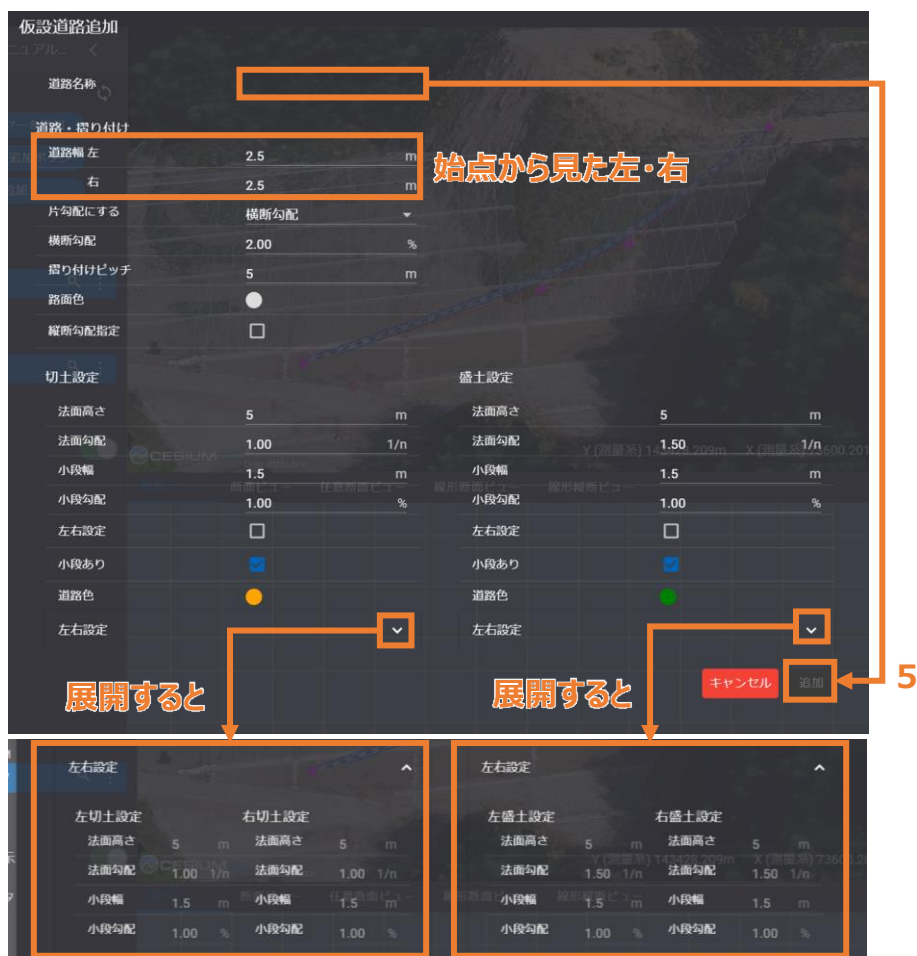 仮設道路追加
道路名称
道路・摺り付け
道路幅 左 2.5 m
右 2.5 m
始点から見た左・右
片勾配にする 横断勾配
横断勾配 2.00 %
摺り付けピッチ 5 m
路面色
縦断勾配指定
切土設定 盛土設定
法面高さ 5 m 法面高さ 5 m
法面勾配 1.00 1/n 法面勾配 1.50 1/n
CESIUM
小段幅 1.5 m 小段幅 1.5 m
小段勾配 1.00 % 小段勾配 1.00 %
左右設定 左右設定
小段あり 小段あり
道路色 道路色
左右設定 左右設定
展開すると 展開すると
キャンセル 追加 5
左右設定 左右設定
左切土設定 右切土設定 左盛土設定 右盛土設定
法面高さ 5 m 法面高さ 5 m 法面高さ 5 m 法面高さ 5 m
法面勾配 1.00 1/n 法面勾配 1.00 1/n 法面勾配 1.50 1/n 法面勾配 1.50 1/n
小段幅 1.5 m 小段幅 1.5 m 小段幅 1.5 m 小段幅 1.5 m
小段勾配 1.00 % 小段勾配 1.00 % 小段勾配 1.00 % 小段勾配 1.00 %